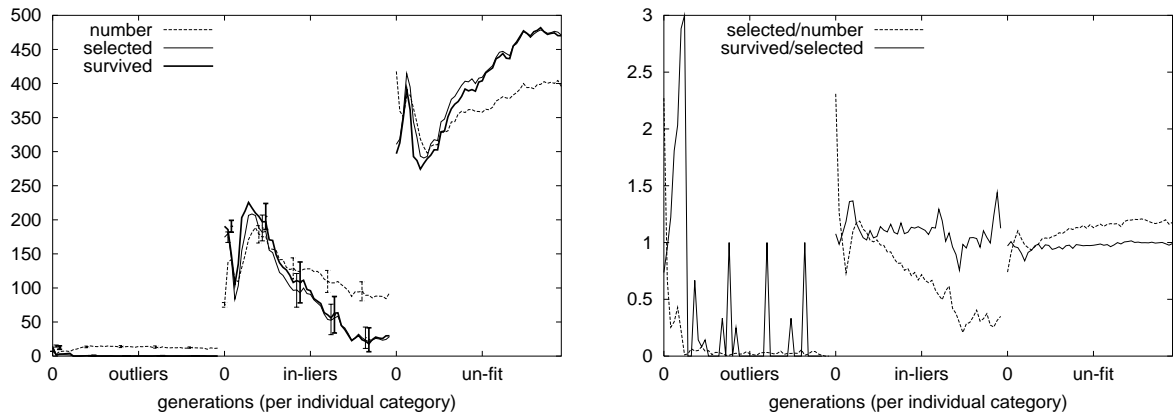 500
450
400
350
300
250
200
150
100
50
0
number
selected
survived
0 outliers 0 in-liers 0 un-fit
generations (per individual category)
3
2.5
2
1.5
1
0.5
0
selected/number
survived/selected
0 outliers 0 in-liers 0 un-fit
generations (per individual category)